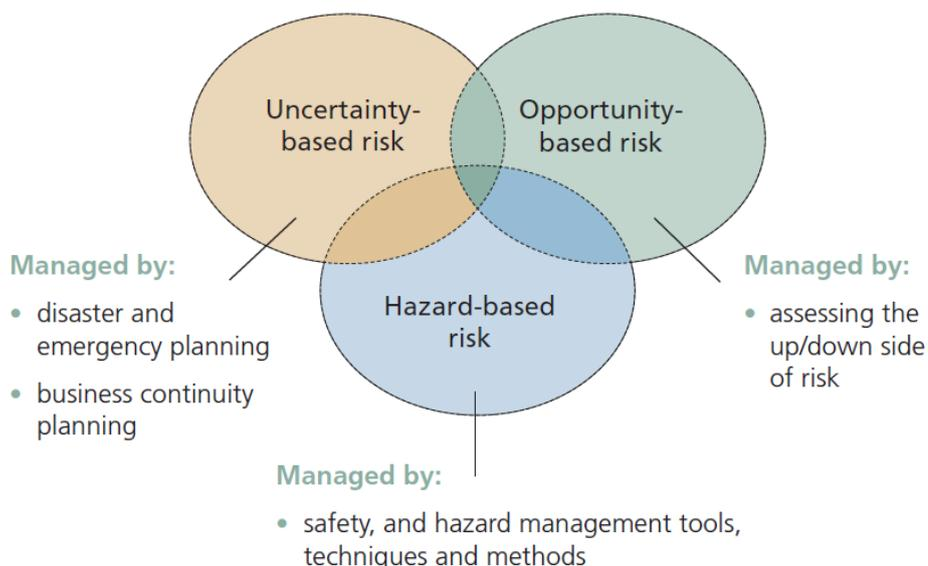 Uncertainty-
based risk
Opportunity-
based risk
Hazard-based
risk
Managed by:
• disaster and
emergency planning
• business continuity
planning
Managed by:
• assessing the
up/down side
of risk
Managed by:
• safety, and hazard management tools,
techniques and methods